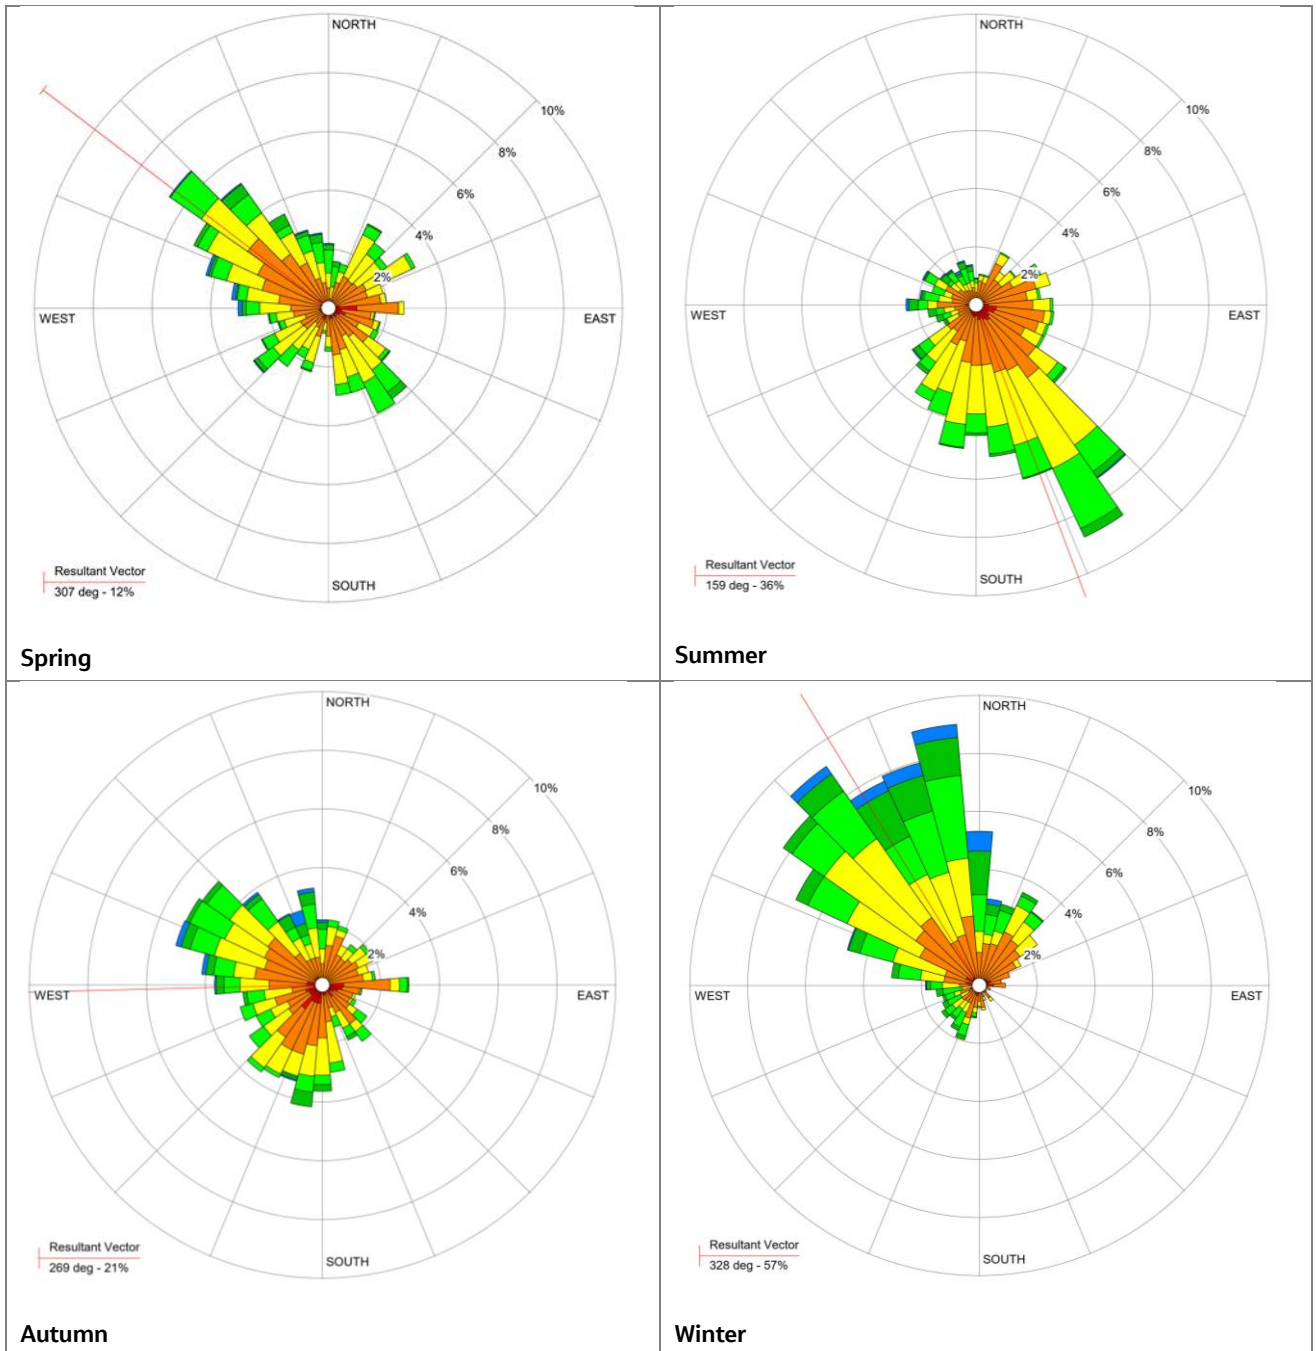 NORTH
10%
8%
6%
4%
2%
WEST
EAST
SOUTH
Resultant Vector
307 deg - 12%
Spring
NORTH
10%
8%
6%
4%
2%
WEST
EAST
SOUTH
Resultant Vector
159 deg - 36%
Summer
NORTH
10%
8%
6%
4%
2%
WEST
EAST
SOUTH
Resultant Vector
269 deg - 21%
Autumn
NORTH
10%
8%
6%
4%
2%
WEST
EAST
SOUTH
Resultant Vector
328 deg - 57%
Winter